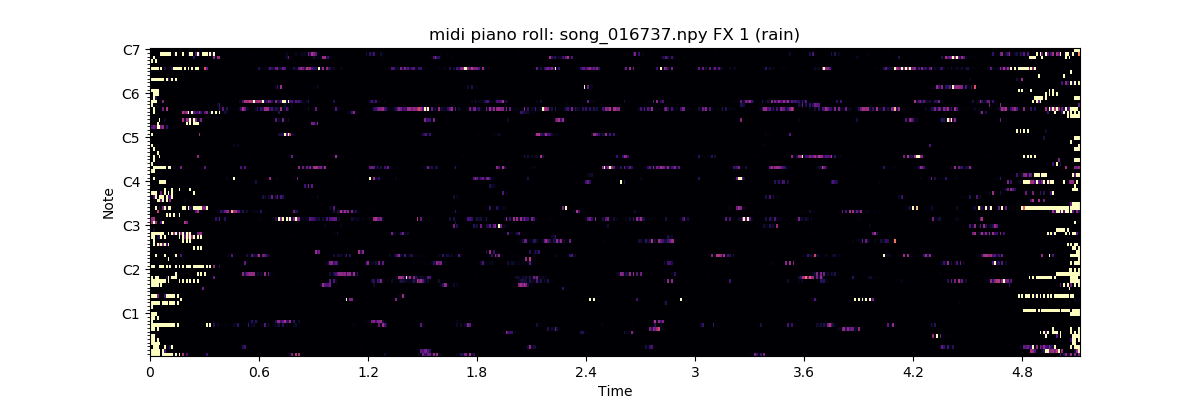 midi piano roll: song_016737.npy FX 1 (rain)
C7
C6
C5
C4
C3
C2
C1
Note
0 0.6 1.2 1.8 2.4 3 3.6 4.2 4.8
Time